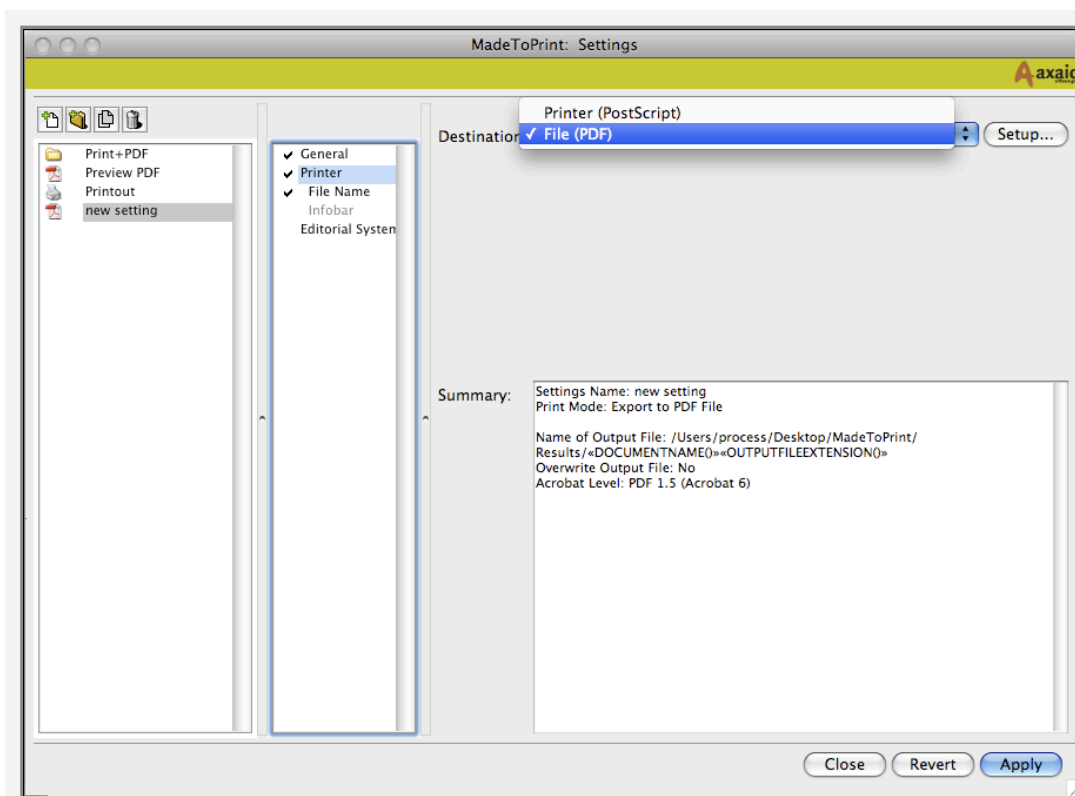 MadeToPrint: Settings
axaio
Printer (PostScript)
Destination
✓ File (PDF)
Setup...
Print+PDF
Preview PDF
Printout
new setting
General
Printer
File Name
Infobar
Editorial System
Summary:
Settings Name: new setting
Print Mode: Export to PDF File
Name of Output File: /Users/process/Desktop/MadeToPrint/
Results/«DOCUMENTNAME()»«OUTPUTFILEEXTENSION()»
Overwrite Output File: No
Acrobat Level: PDF 1.5 (Acrobat 6)
Close
Revert
Apply